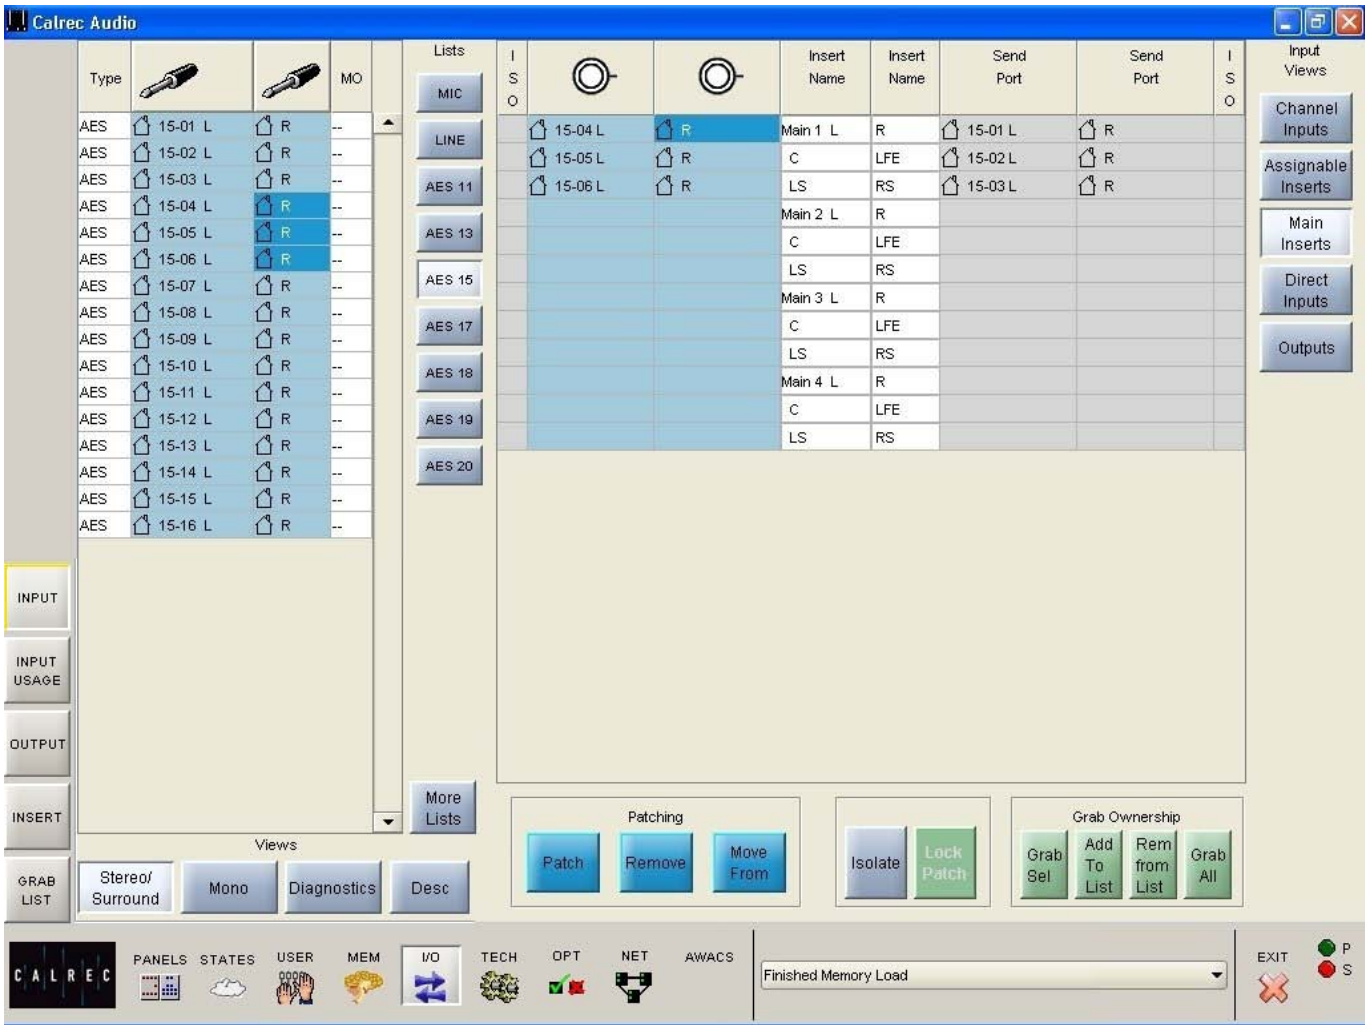 Calrec Audio
Type MO
AES 15-01 L R --
AES 15-02 L R --
AES 15-03 L R --
AES 15-04 L R --
AES 15-05 L R --
AES 15-06 L R --
AES 15-07 L R --
AES 15-08 L R --
AES 15-09 L R --
AES 15-10 L R --
AES 15-11 L R --
AES 15-12 L R --
AES 15-13 L R --
AES 15-14 L R --
AES 15-15 L R --
AES 15-16 L R --
Lists
MIC
LINE
AES 11
AES 13
AES 15
AES 17
AES 18
AES 19
AES 20
More
Lists
I
S
O
Insert
Name
Insert
Name
Send
Port
Send
Port
I
S
O
15-04 L R Main 1 L R 15-01 L R
15-05 L R C LFE 15-02 L R
15-06 L R LS RS 15-03 L R
Main 2 L R
C LFE
LS RS
Main 3 L R
C LFE
LS RS
Main 4 L R
C LFE
LS RS
Input
Views
Channel
Inputs
Assignable
Inserts
Main
Inserts
Direct
Inputs
Outputs
INPUT
INPUT
USAGE
OUTPUT
INSERT
GRAB
LIST
Views
Stereo/
Surround
Mono
Diagnostics
Desc
Patching
Patch
Remove
Move
From
Isolate
Lock
Patch
Grab Ownership
Grab
Sel
Add
To
List
Rem
from
List
Grab
All
CALREC
PANELS STATES USER MEM I/O TECH OPT NET AWACS
Finished Memory Load
EXIT
P
S